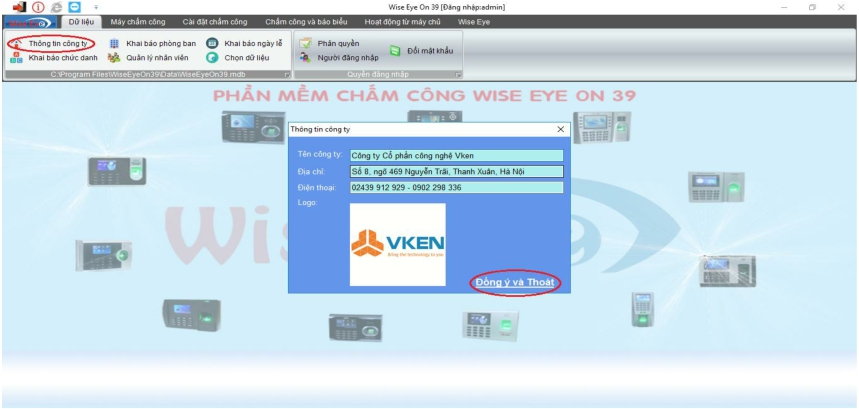 Wise Eye On 39 [Đăng nhập:admin]
Dữ liệu Máy chấm công Cài đặt chấm công Chấm công và báo biểu Hoạt động từ máy chủ Wise Eye
Thông tin công ty Khai báo phòng ban Khai báo ngày lễ Phân quyền Đổi mật khẩu
Khai báo chức danh Quản lý nhân viên Chọn dữ liệu Người đăng nhập
C:\Program Files\WiseEyeOn39\Data\WiseEyeOn39.mdb Quyền đăng nhập
PHẦN MỀM CHẤM CÔNG WISE EYE ON 39
Thông tin công ty
Tên công ty: Công ty Cổ phần công nghệ Vken
Địa chỉ: Số 8, ngõ 469 Nguyễn Trãi, Thanh Xuân, Hà Nội
Điện thoại: 02439 912 929 - 0902 298 336
Logo:
VKEN
Bring the technology to you
Đồng ý và Thoát
Wis